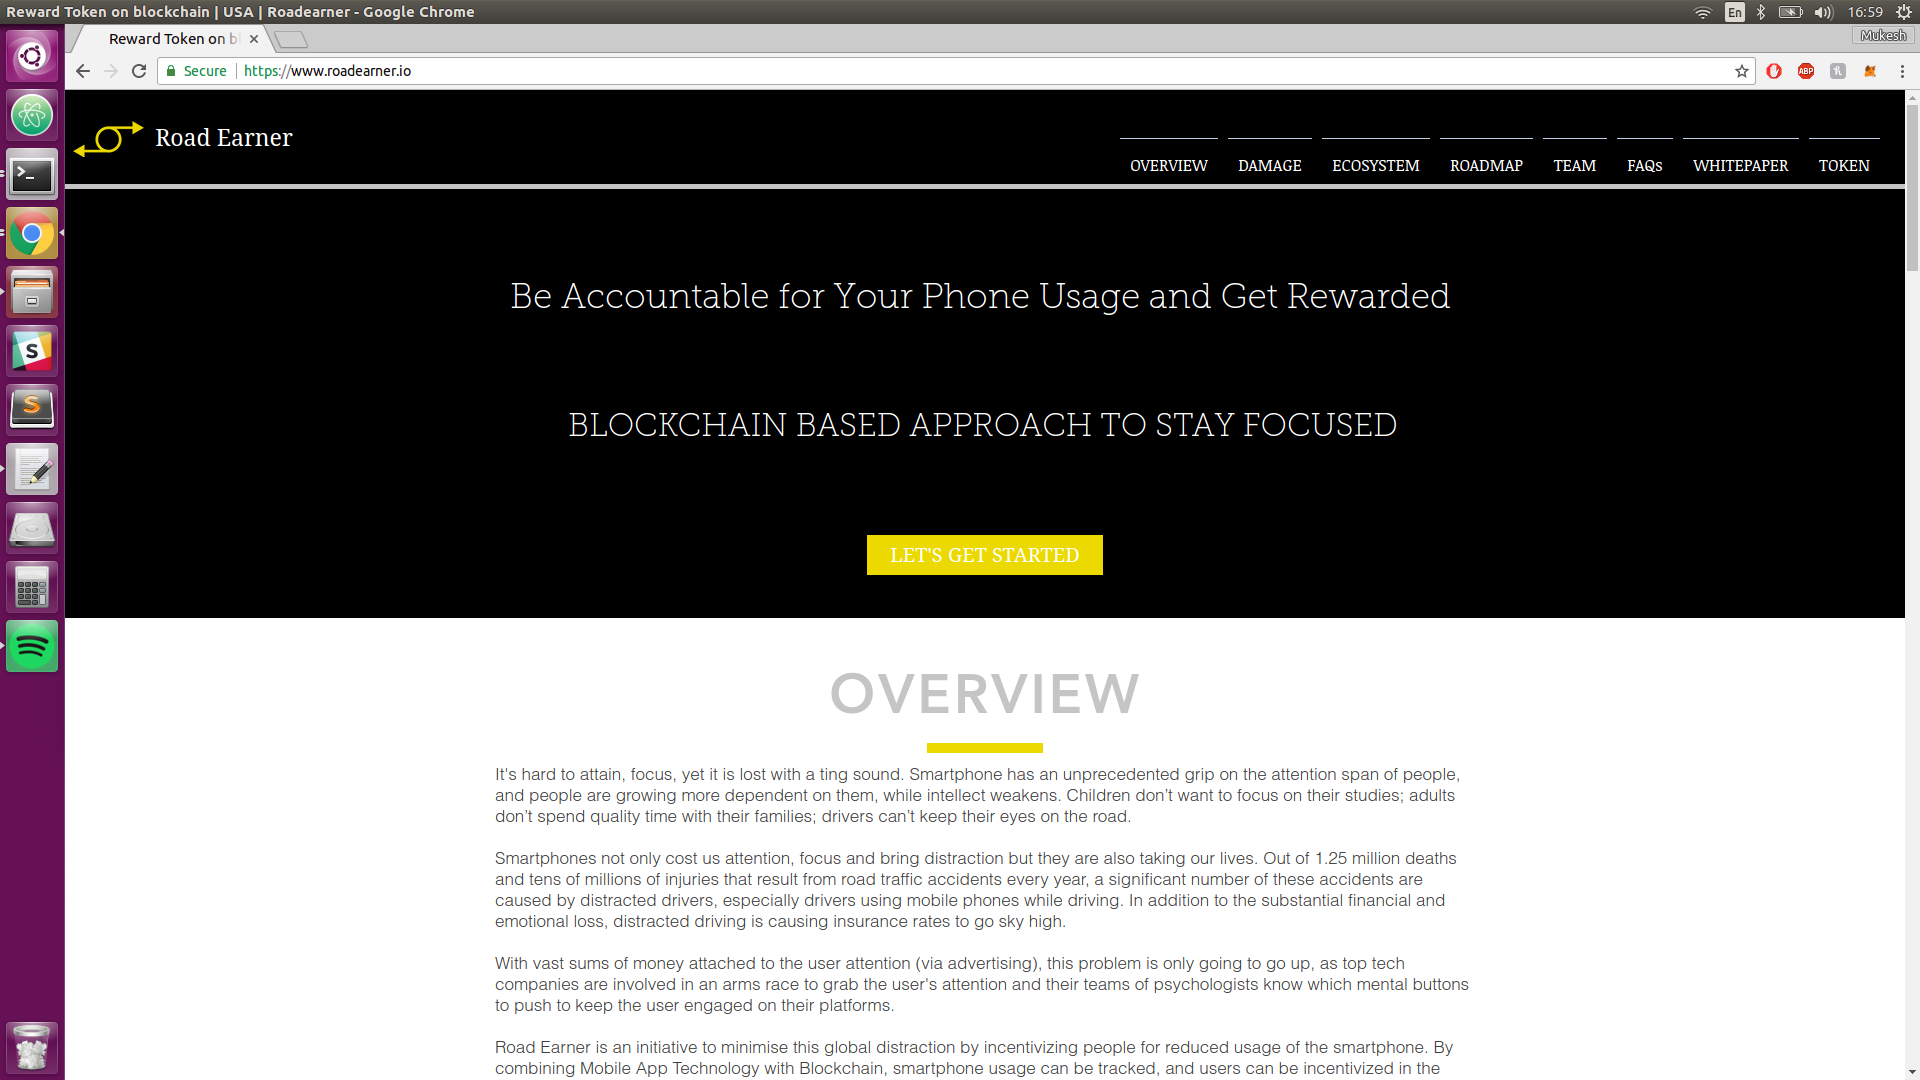 Reward Token on blockchain | USA | Roadearner - Google Chrome
En
16:59
Reward Token on b
Mukesh
Secure
https://www.roadearner.io
ABP
Road Earner
OVERVIEW
DAMAGE
ECOSYSTEM
ROADMAP
TEAM
FAQs
WHITEPAPER
TOKEN
Be Accountable for Your Phone Usage and Get Rewarded
BLOCKCHAIN BASED APPROACH TO STAY FOCUSED
LET'S GET STARTED
OVERVIEW
It's hard to attain, focus, yet it is lost with a ting sound. Smartphone has an unprecedented grip on the attention span of people,
and people are growing more dependent on them, while intellect weakens. Children don’t want to focus on their studies; adults
don’t spend quality time with their families; drivers can’t keep their eyes on the road.
Smartphones not only cost us attention, focus and bring distraction but they are also taking our lives. Out of 1.25 million deaths
and tens of millions of injuries that result from road traffic accidents every year, a significant number of these accidents are
caused by distracted drivers, especially drivers using mobile phones while driving. In addition to the substantial financial and
emotional loss, distracted driving is causing insurance rates to go sky high.
With vast sums of money attached to the user attention (via advertising), this problem is only going to go up, as top tech
companies are involved in an arms race to grab the user's attention and their teams of psychologists know which mental buttons
to push to keep the user engaged on their platforms.
Road Earner is an initiative to minimise this global distraction by incentivizing people for reduced usage of the smartphone. By
combining Mobile App Technology with Blockchain, smartphone usage can be tracked, and users can be incentivized in the